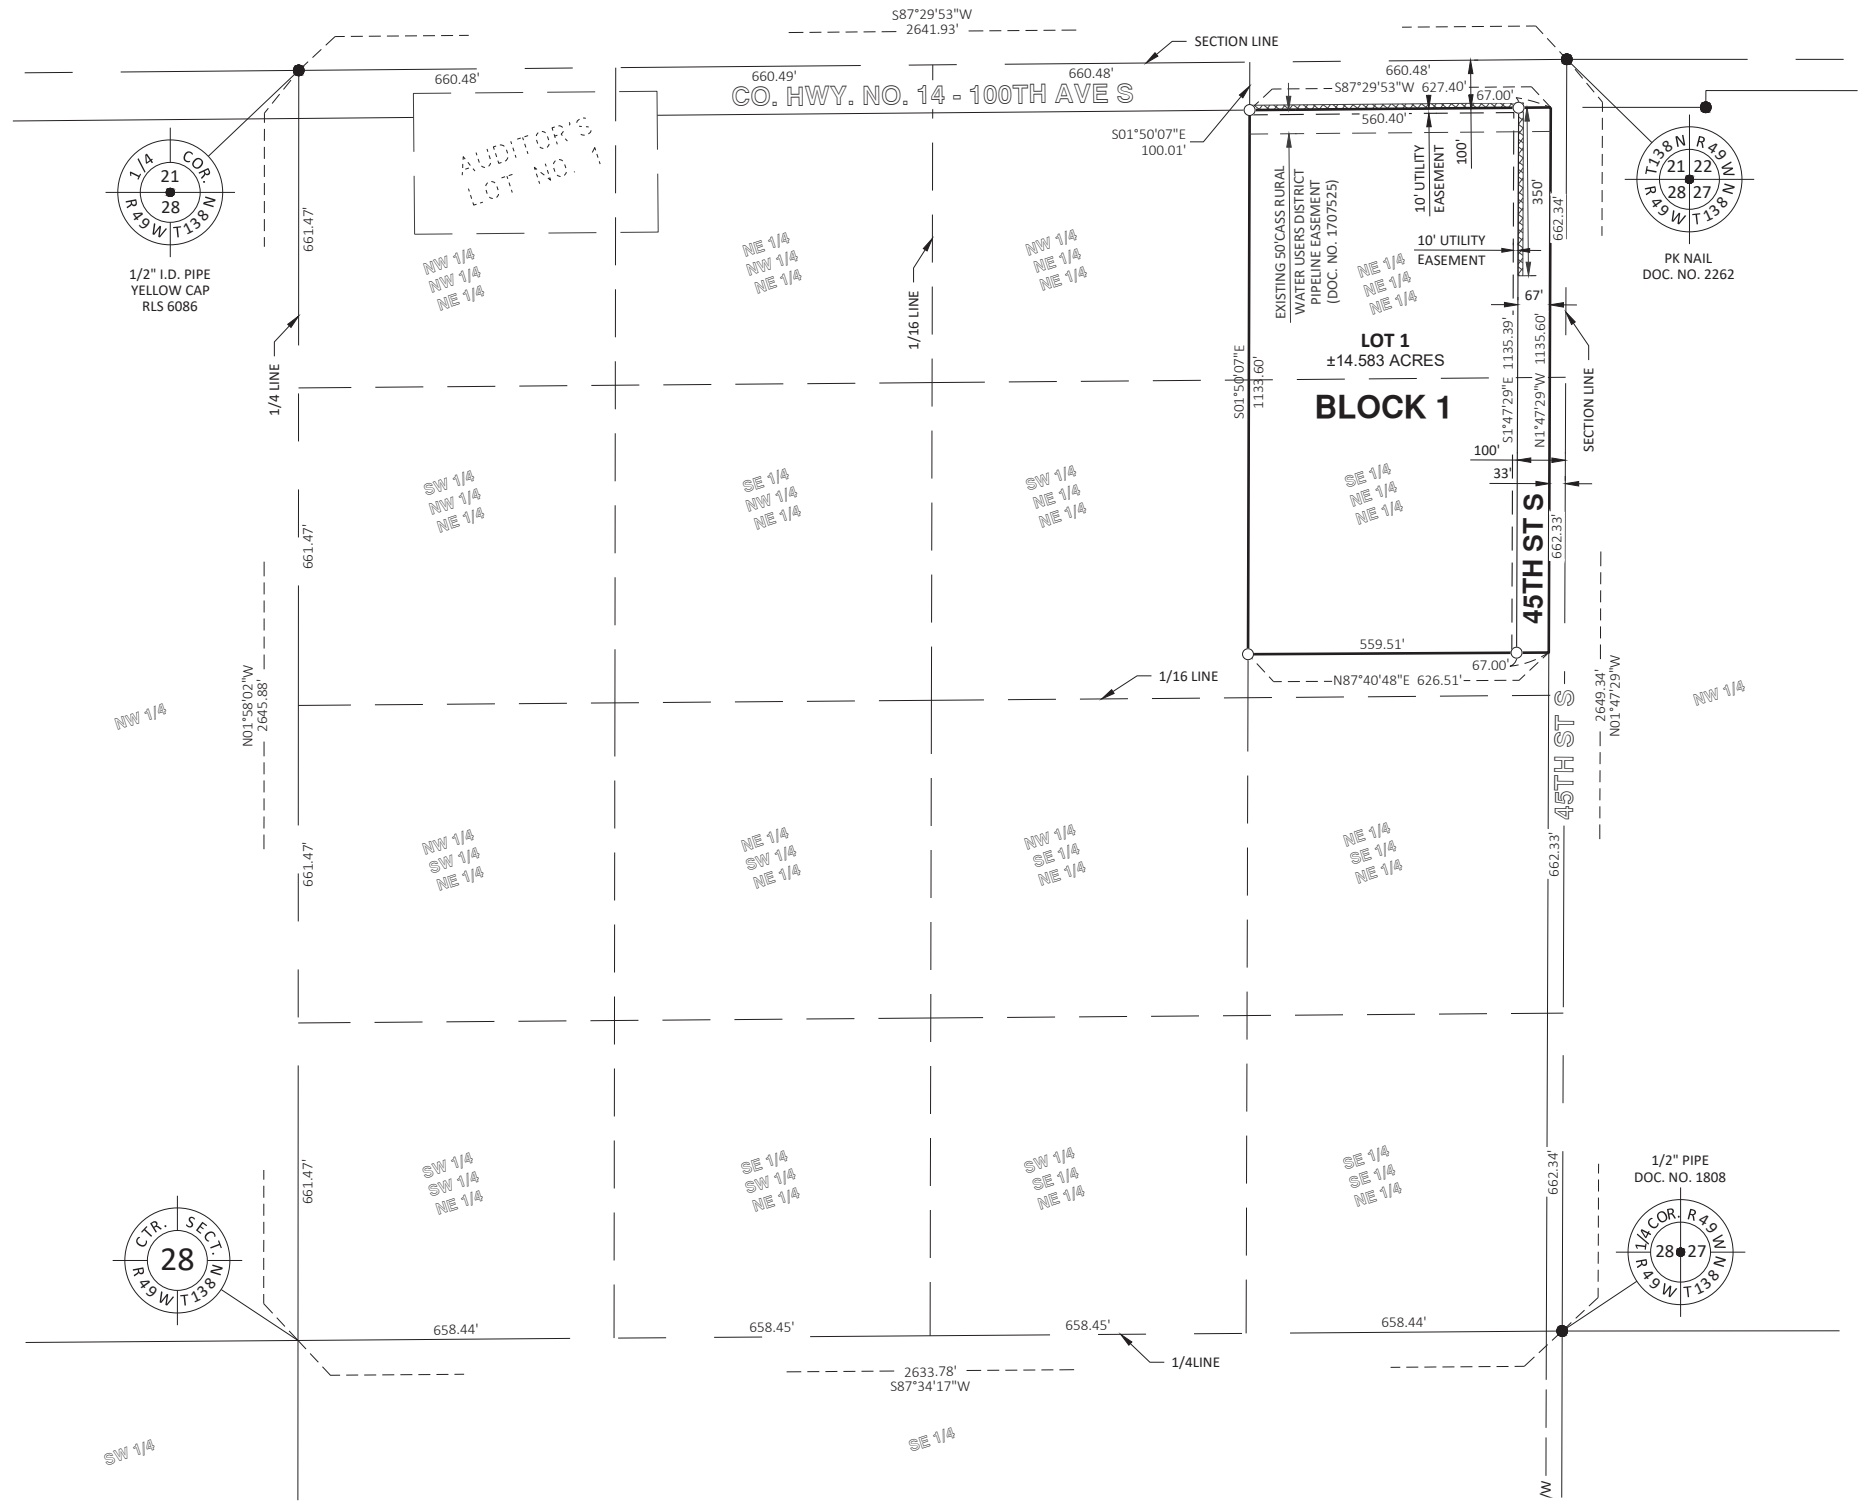 S87°29'53"W
2641.93'
SECTION LINE
660.48'
660.49'
660.48'
660.48'
CO. HWY. NO. 14 - 100TH AVE S
S87°29'53"W 627.40'
67.00'
560.40'
S01°50'07"E
100.01'
AUDITOR'S
LOT NO. 1
1/4 COR.
21
28
R 49 W T138 N
1/2" I.D. PIPE
YELLOW CAP
RLS 6086
T138 N R 49 W
21 22
28 27
R 49 W T138 N
PK NAIL
DOC. NO. 2262
661.47'
1/4 LINE
1/16 LINE
EXISTING 50'CASS RURAL
WATER USERS DISTRICT
PIPELINE EASEMENT
(DOC. NO. 1707525)
10' UTILITY
EASEMENT
100'
350'
662.34'
10' UTILITY
EASEMENT
67'
NW 1/4
NW 1/4
NE 1/4
NE 1/4
NW 1/4
NE 1/4
NW 1/4
NE 1/4
NE 1/4
NE 1/4
NE 1/4
NE 1/4
LOT 1
±14.583 ACRES
BLOCK 1
S01°50'07"E
1133.60'
S1°47'29"E 1135.39'
N1°47'29"W 1135.60'
SECTION LINE
100'
33'
SW 1/4
NW 1/4
NE 1/4
SE 1/4
NW 1/4
NE 1/4
SW 1/4
NE 1/4
NE 1/4
SE 1/4
NE 1/4
NE 1/4
661.47'
662.33'
45TH ST S
559.51'
67.00'
N87°40'48"E 626.51'
1/16 LINE
N01°58'02"W
2645.88'
2649.34'
N01°47'29"W
NW 1/4
NW 1/4
45TH ST S
661.47'
662.33'
NW 1/4
SW 1/4
NE 1/4
NE 1/4
SW 1/4
NE 1/4
NW 1/4
SE 1/4
NE 1/4
NE 1/4
SE 1/4
NE 1/4
661.47'
662.34'
SW 1/4
SW 1/4
NE 1/4
SE 1/4
SW 1/4
NE 1/4
SW 1/4
SE 1/4
NE 1/4
SE 1/4
SE 1/4
NE 1/4
1/2" PIPE
DOC. NO. 1808
CTR. SECT.
28
R 49 W T138 N
1/4 COR. R 49 W
28 27
R 49 W T138 N
658.44'
658.45'
658.45'
658.44'
1/4LINE
2633.78'
S87°34'17"W
SW 1/4
SE 1/4